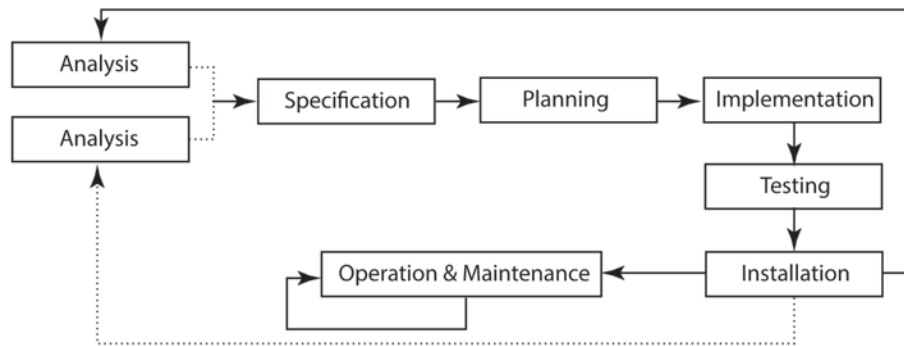 Analysis
Specification
Planning
Implementation
Analysis
Testing
Operation & Maintenance
Installation